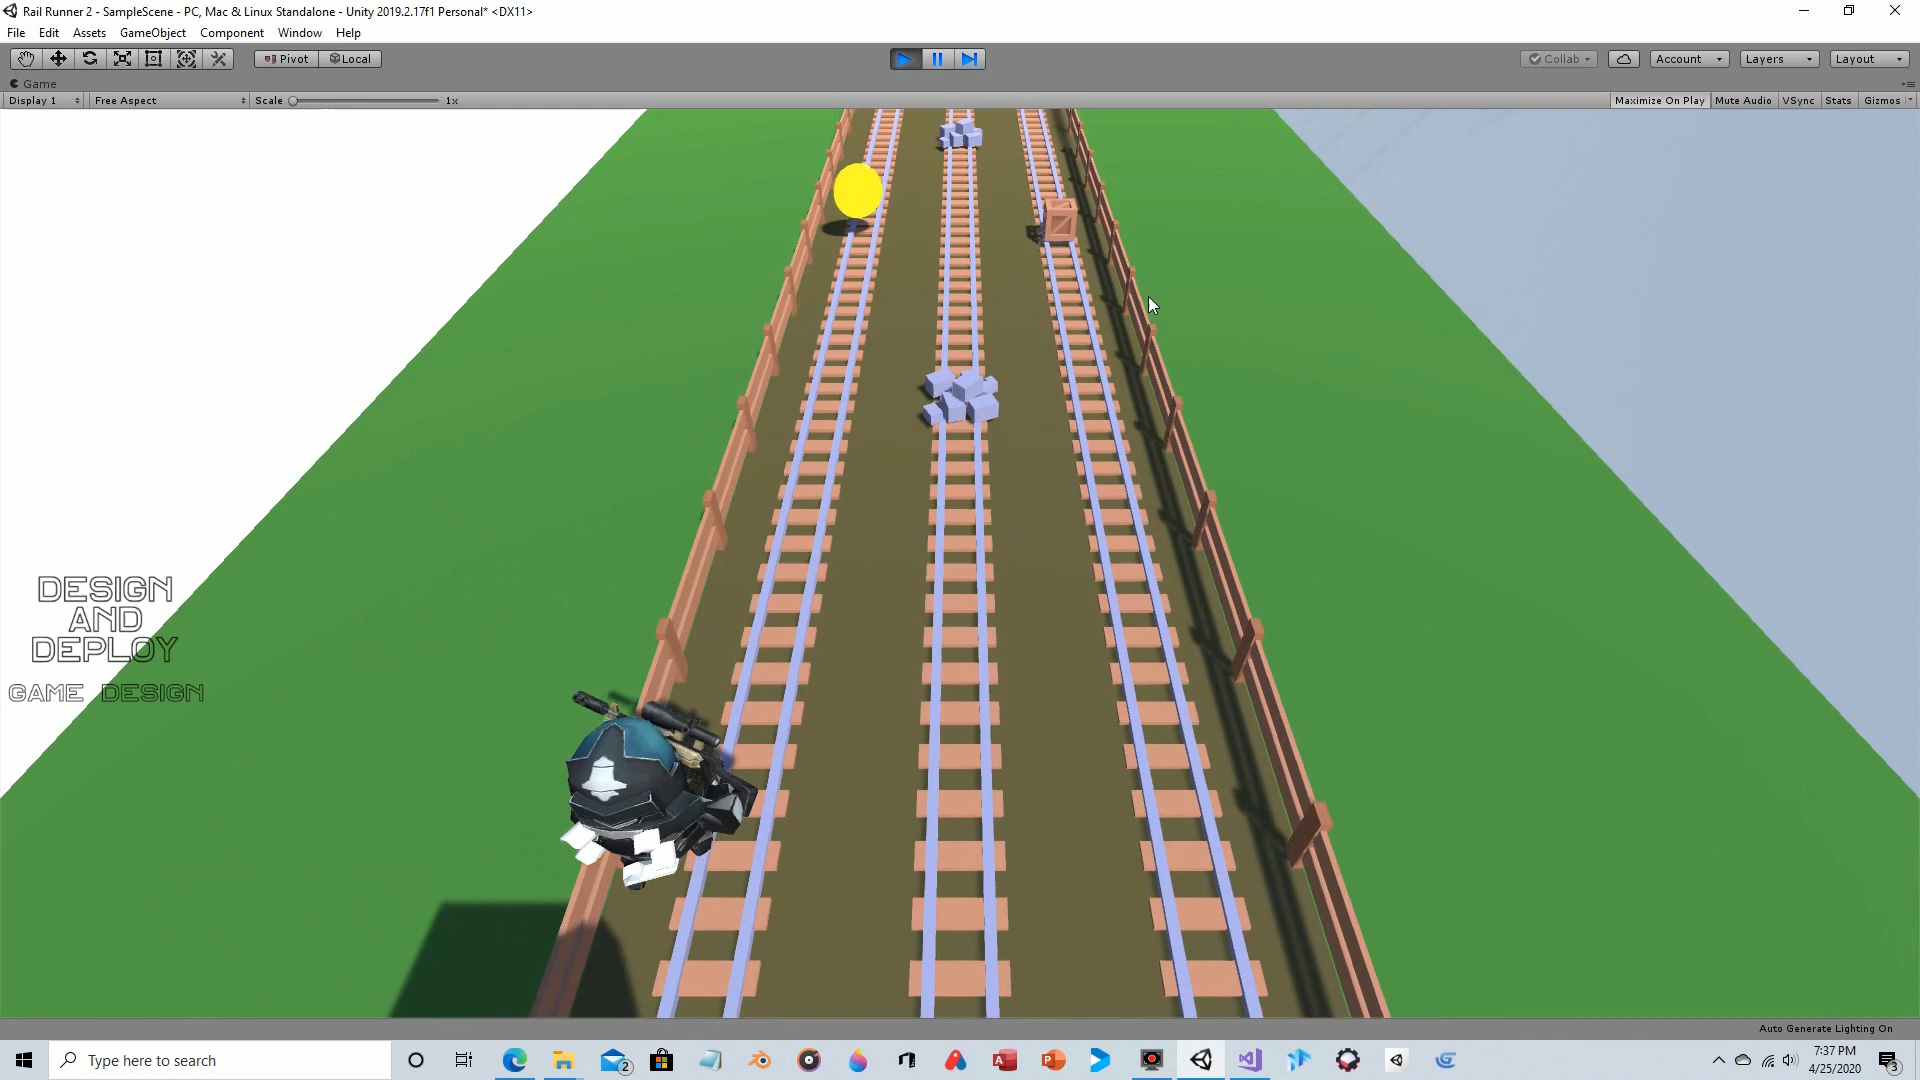 Rail Runner 2 - SampleScene - PC, Mac & Linux Standalone - Unity 2019.2.17f1 Personal* <DX11>
File Edit Assets GameObject Component Window Help
Pivot Local Collab Account Layers Layout
Game
Display 1 Free Aspect Scale 1x Maximize On Play Mute Audio VSync Stats Gizmos
DESIGN
AND
DEPLOY
GAME DESIGN
Auto Generate Lighting On
Type here to search
2
7:37 PM
4/25/2020
3